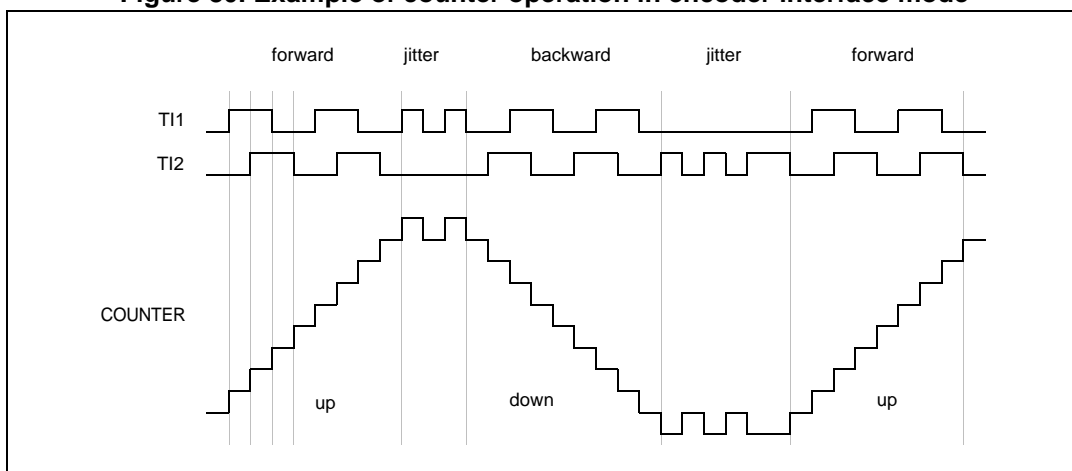 Figure Example of counter operation in encoder interface mode
forward jitter backward jitter forward
TI1
TI2
COUNTER
up down up